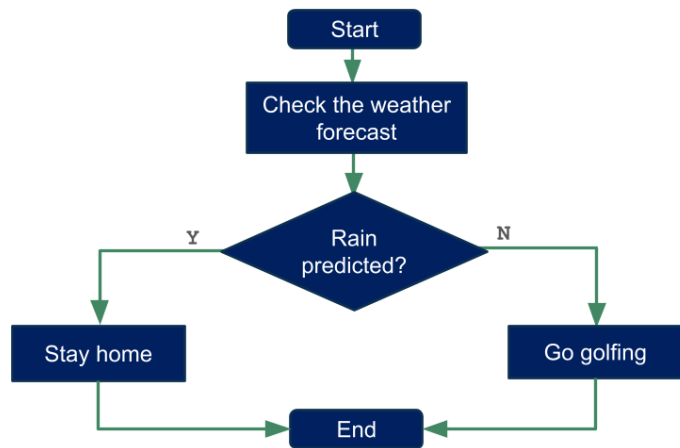 Start
Check the weather
forecast
Rain
predicted?
Y
N
Stay home
Go golfing
End